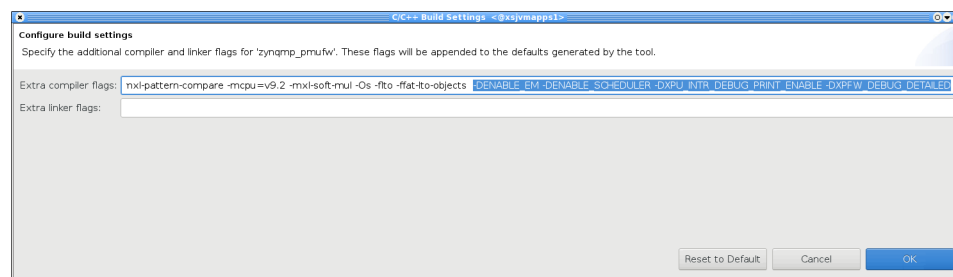 C/C++ Build Settings <@xsjvmapps1>
Configure build settings
Specify the additional compiler and linker flags for 'zynqmp_pmufw'. These flags will be appended to the defaults generated by the tool.
Extra compiler flags: mxl-pattern-compare -mcpu=v9.2 -mxl-soft-mul -Os -flto -ffat-lto-objects -DENABLE_EM -DENABLE_SCHEDULER -DXPU_INTR_DEBUG_PRINT_ENABLE -DXPFW_DEBUG_DETAILED
Extra linker flags:
Reset to Default Cancel OK